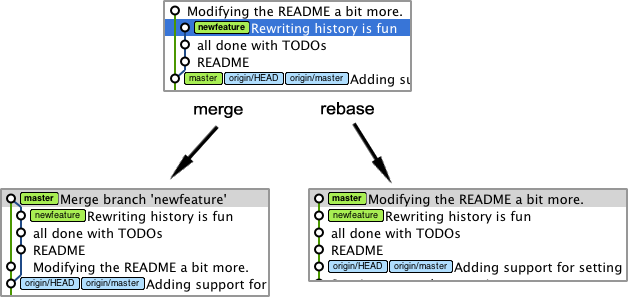 Modifying the README a bit more.
newfeature Rewriting history is fun
all done with TODOs
README
master origin/HEAD origin/master Adding su
merge rebase
master Merge branch 'newfeature'
newfeature Rewriting history is fun
all done with TODOs
README
Modifying the README a bit more.
origin/HEAD origin/master Adding support for
master Modifying the README a bit more.
newfeature Rewriting history is fun
all done with TODOs
README
origin/HEAD origin/master Adding support for setting